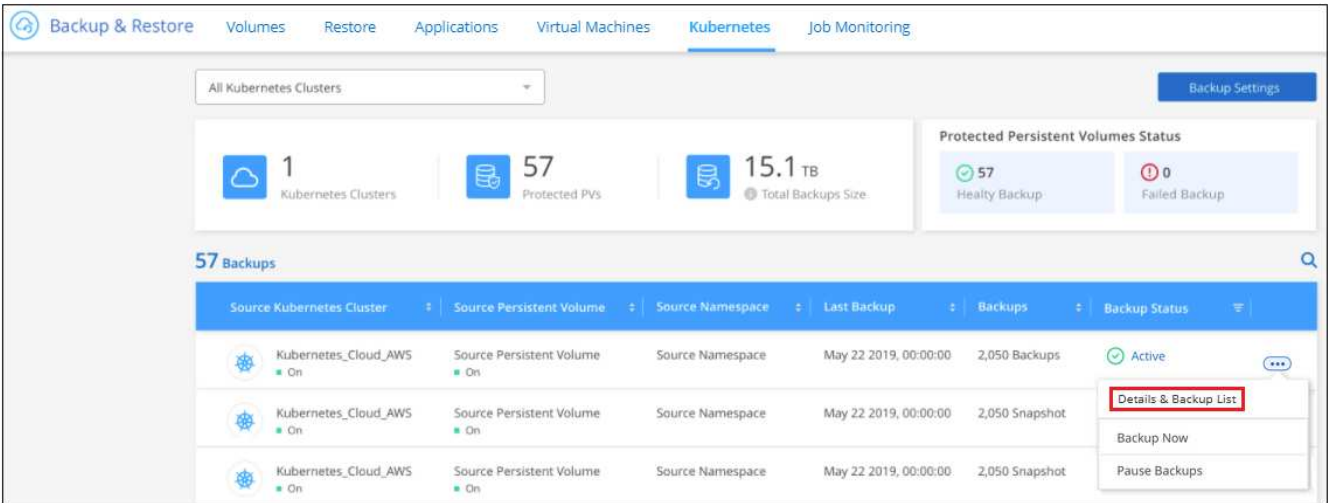 Backup & Restore Volumes Restore Applications Virtual Machines Kubernetes Job Monitoring
All Kubernetes Clusters Backup Settings
1 Kubernetes Clusters
57 Protected PVs
15.1 TB Total Backups Size
Protected Persistent Volumes Status
57 Healty Backup
0 Failed Backup
57 Backups
Source Kubernetes Cluster Source Persistent Volume Source Namespace Last Backup Backups Backup Status
Kubernetes_Cloud_AWS Source Persistent Volume Source Namespace May 22 2019, 00:00:00 2,050 Backups Active
On On
Details & Backup List
Kubernetes_Cloud_AWS Source Persistent Volume Source Namespace May 22 2019, 00:00:00 2,050 Snapshot
On On
Backup Now
Kubernetes_Cloud_AWS Source Persistent Volume Source Namespace May 22 2019, 00:00:00 2,050 Snapshot
On On
Pause Backups